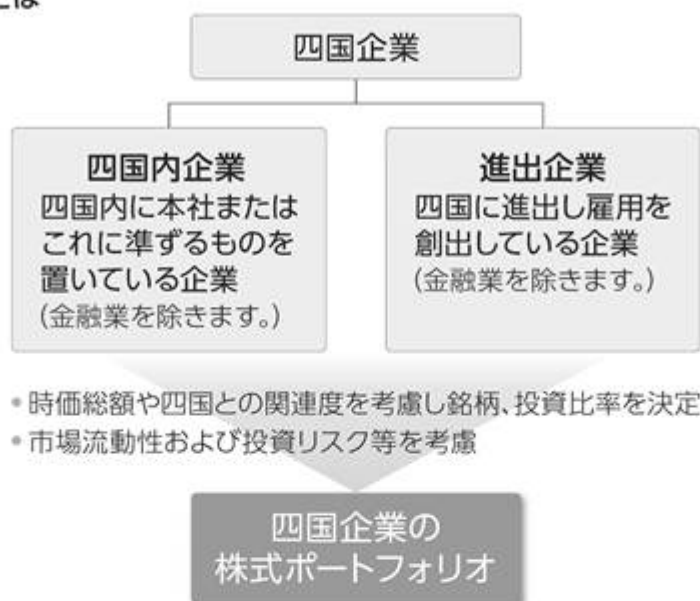 とは
四国企業
四国内企業
四国内に本社または
これに準ずるものを
置いている企業
(金融業を除きます。)
進出企業
四国に進出し雇用を
創出している企業
(金融業を除きます。)
• 時価総額や四国との関連度を考慮し銘柄、投資比率を決定
• 市場流動性および投資リスク等を考慮
四国企業の
株式ポートフォリオ